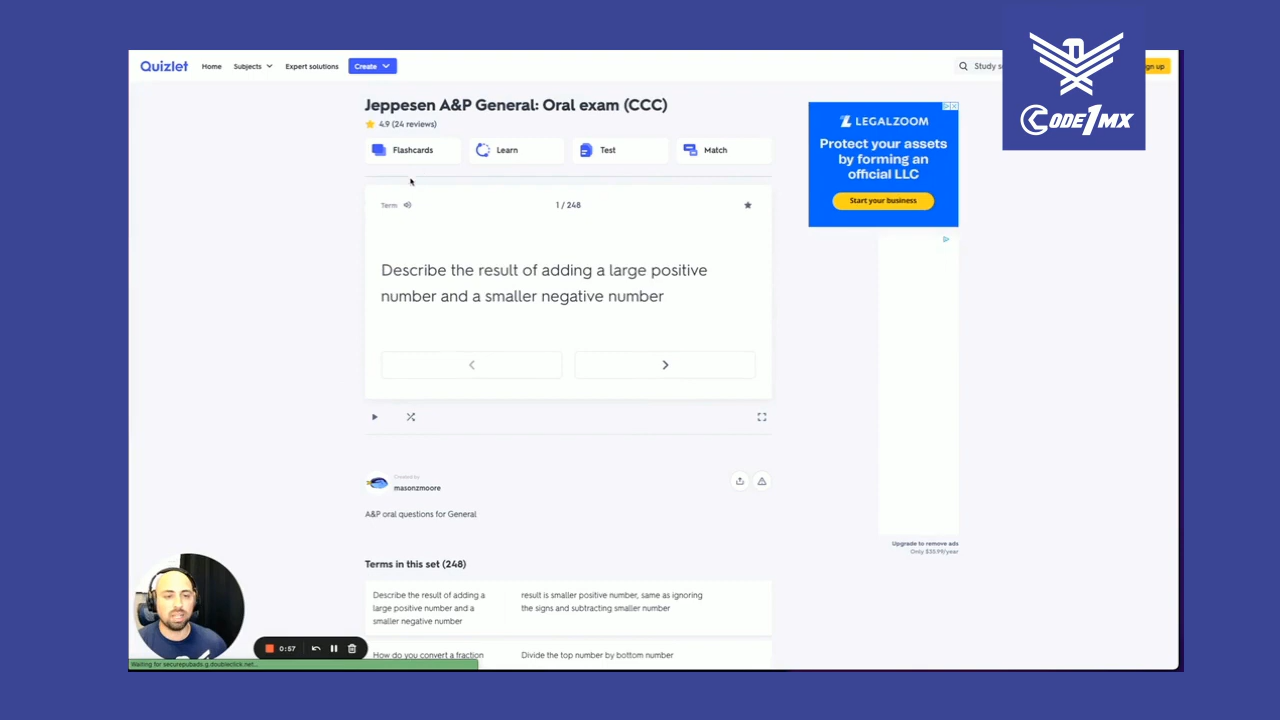 Quizlet
Home
Subjects
Expert solutions
Create
Study s
gn up
CODE1MX
Jeppesen A&P General: Oral exam (CCC)
4.9 (24 reviews)
Flashcards
Learn
Test
Match
LEGALZOOM
Protect your assets
by forming an
official LLC
Start your business
Term
1 / 248
Describe the result of adding a large positive
number and a smaller negative number
Created by
masonzmoore
A&P oral questions for General
Upgrade to remove ads
Only $35.99/year
Terms in this set (248)
Describe the result of adding a
large positive number and a
smaller negative number
result is smaller positive number, same as ignoring
the signs and subtracting smaller number
How do you convert a fraction
Divide the top number by bottom number
0:57
Waiting for securepubads.g.doubleclick.net...